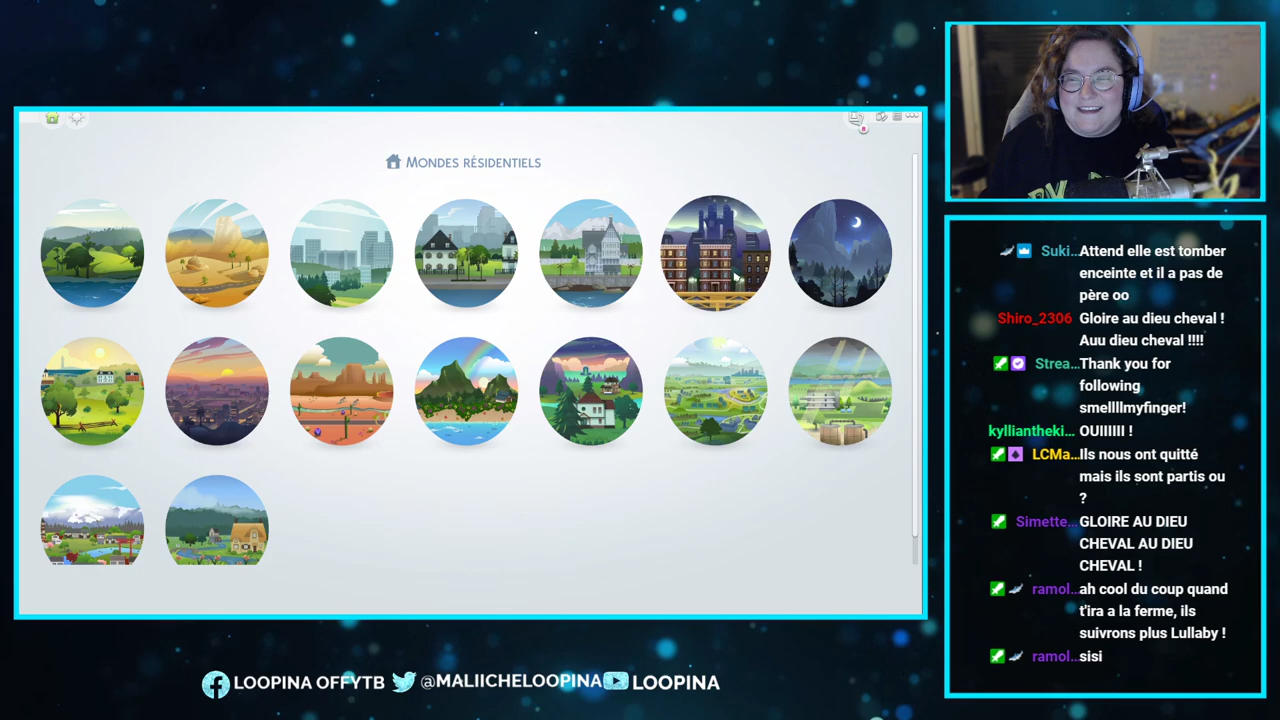 MONDES RÉSIDENTIELS
Suki... Attend elle est tomber
enceinte et il a pas de
père oo
Shiro_2306 Gloire au dieu cheval !
Auu dieu cheval !!!!
Strea... Thank you for
following
smellllmyfinger!
kylliantheki... OUIIIIII !
LCMa... Ils nous ont quitté
mais ils sont partis ou
?
Simette... GLOIRE AU DIEU
CHEVAL AU DIEU
CHEVAL !
ramol... ah cool du coup quand
t'ira a la ferme, ils
suivrons plus Lullaby !
ramol... sisi
LOOPINA OFFYTB @MALIICHELOOPINA LOOPINA